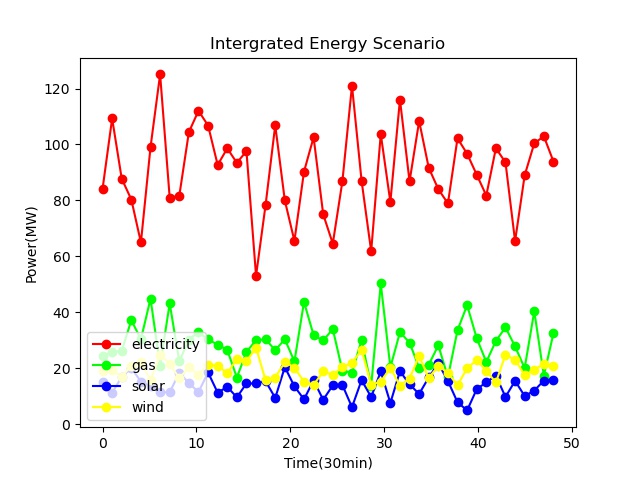 Intergrated Energy Scenario
Power(MW)
120
100
80
60
40
20
0
electricity
gas
solar
wind
0 10 20 30 40 50
Time(30min)